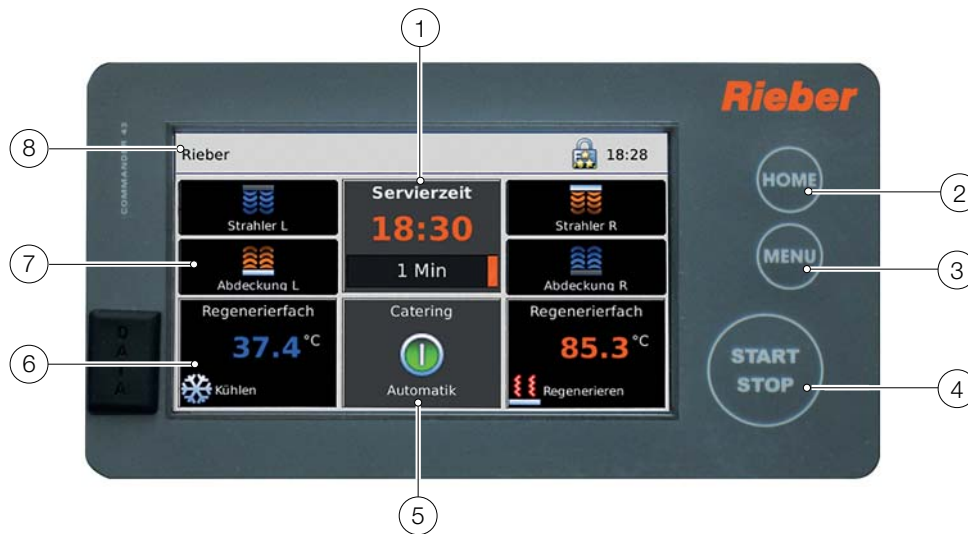 1
Rieber
COMMANDER 43
8
Rieber
18:28
HOME
2
Strahler L
Servierzeit
18:30
1 Min
Strahler R
7
Abdeckung L
Abdeckung R
MENU
3
6
Regenerierfach
37.4 °C
Kühlen
Catering
Automatik
Regenerierfach
85.3 °C
Regenerieren
START
STOP
4
DATA
5